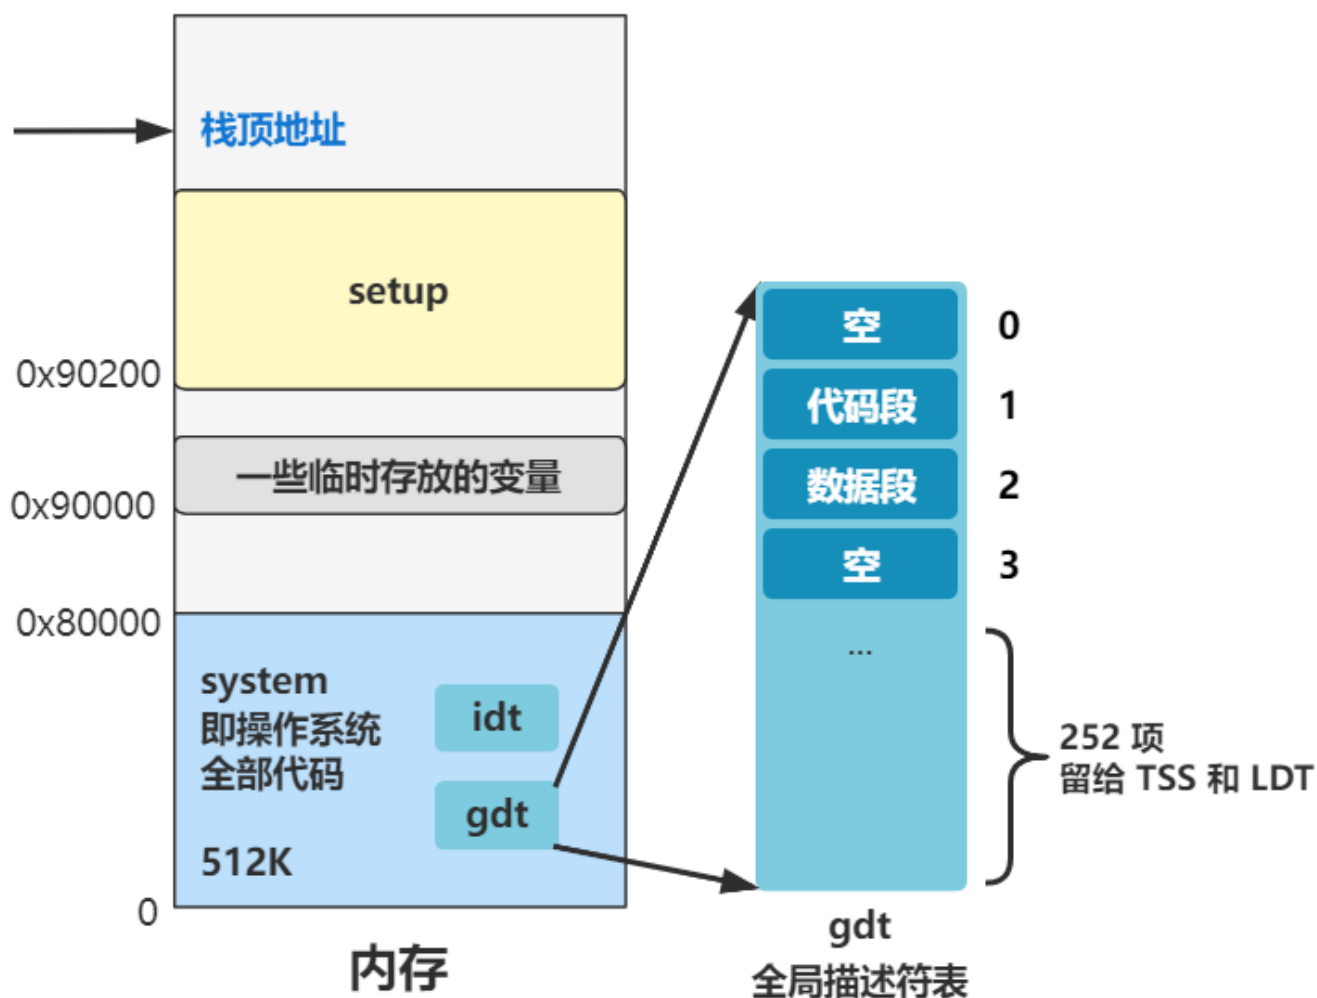 栈顶地址
setup
0x90200
一些临时存放的变量
0x90000
0x80000
system
即操作系统
全部代码
512K
idt
gdt
0
内存
空 0
代码段 1
数据段 2
空 3
...
252 项
留给 TSS 和 LDT
gdt
全局描述符表